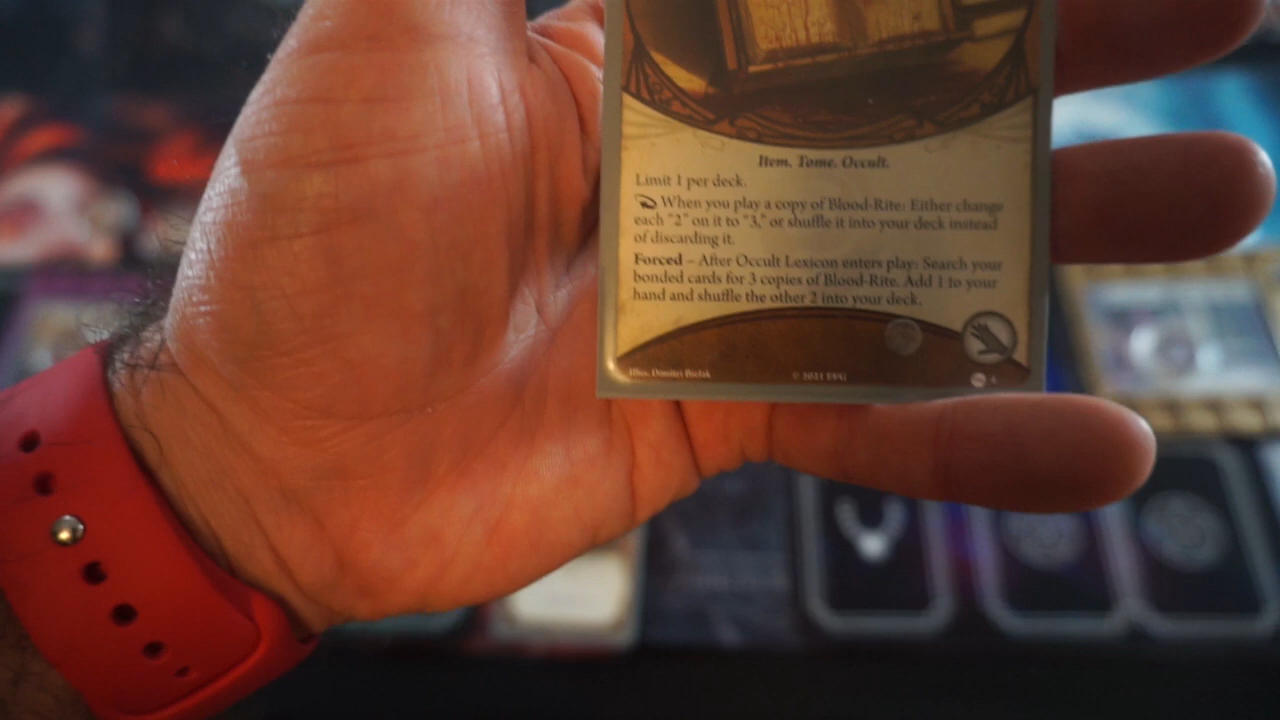 Item. Tome. Occult.
Limit 1 per deck.
When you play a copy of Blood-Rite: Either change
each "2" on it to "3," or shuffle it into your deck instead
of discarding it.
Forced – After Occult Lexicon enters play: Search your
bonded cards for 3 copies of Blood-Rite. Add 1 to your
hand and shuffle the other 2 into your deck.
Illus. Dimitri Bielak
© 2021 FFG